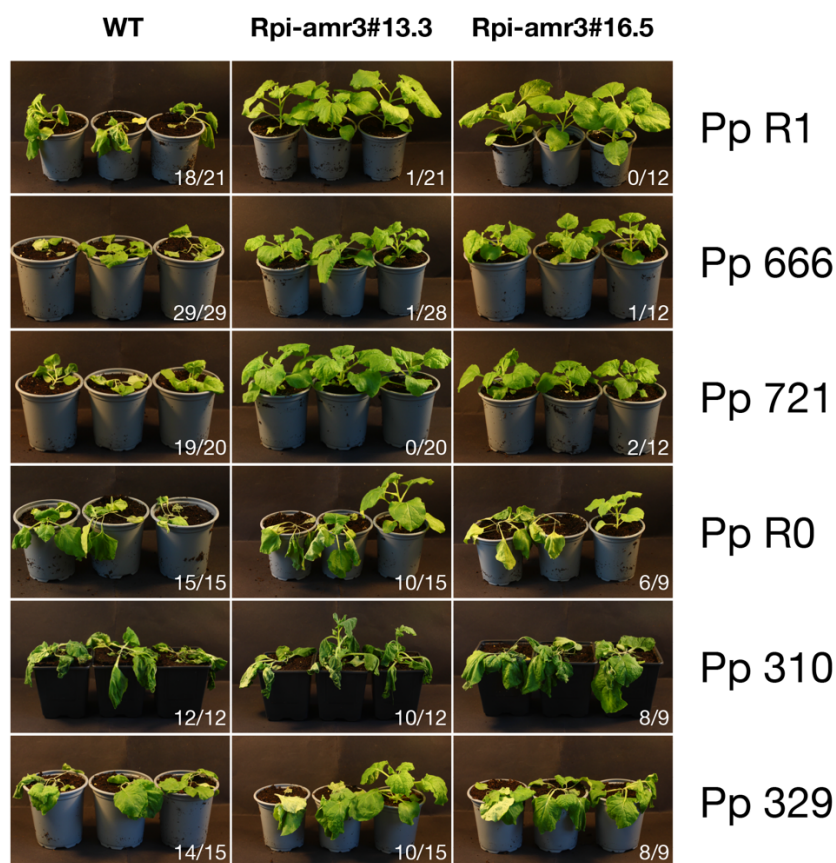 WT Rpi-amr3#13.3 Rpi-amr3#16.5
18/21 1/21 0/12 Pp R1
29/29 1/28 1/12 Pp 666
19/20 0/20 2/12 Pp 721
15/15 10/15 6/9 Pp R0
12/12 10/12 8/9 Pp 310
14/15 10/15 8/9 Pp 329